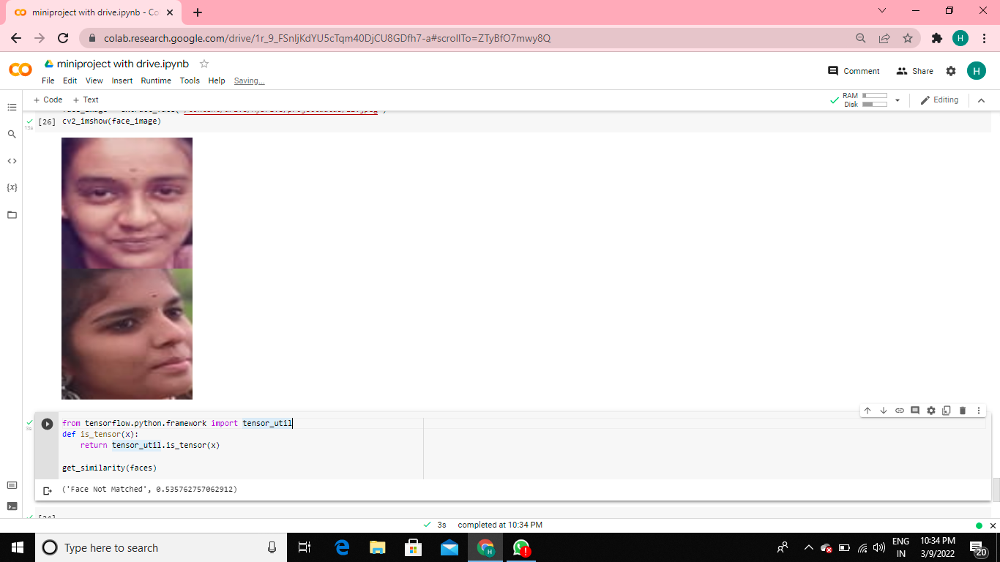 miniproject with drive.ipynb - Co
colab.research.google.com/drive/1r_9_FSnIjKdYU5cTqm40DjCU8GDfh7-a#scrollTo=ZTyBfO7mwy8Q
H
miniproject with drive.ipynb
File Edit View Insert Runtime Tools Help Saving...
Comment Share H
+ Code + Text
RAM
Disk
Editing
[26] cv2_imshow(face_image)
13s
3s
from tensorflow.python.framework import tensor_util
def is_tensor(x):
    return tensor_util.is_tensor(x)
get_similarity(faces)
('Face Not Matched', 0.535762757062912)
3s completed at 10:34 PM
Type here to search
ENG
IN
10:34 PM
3/9/2022
20